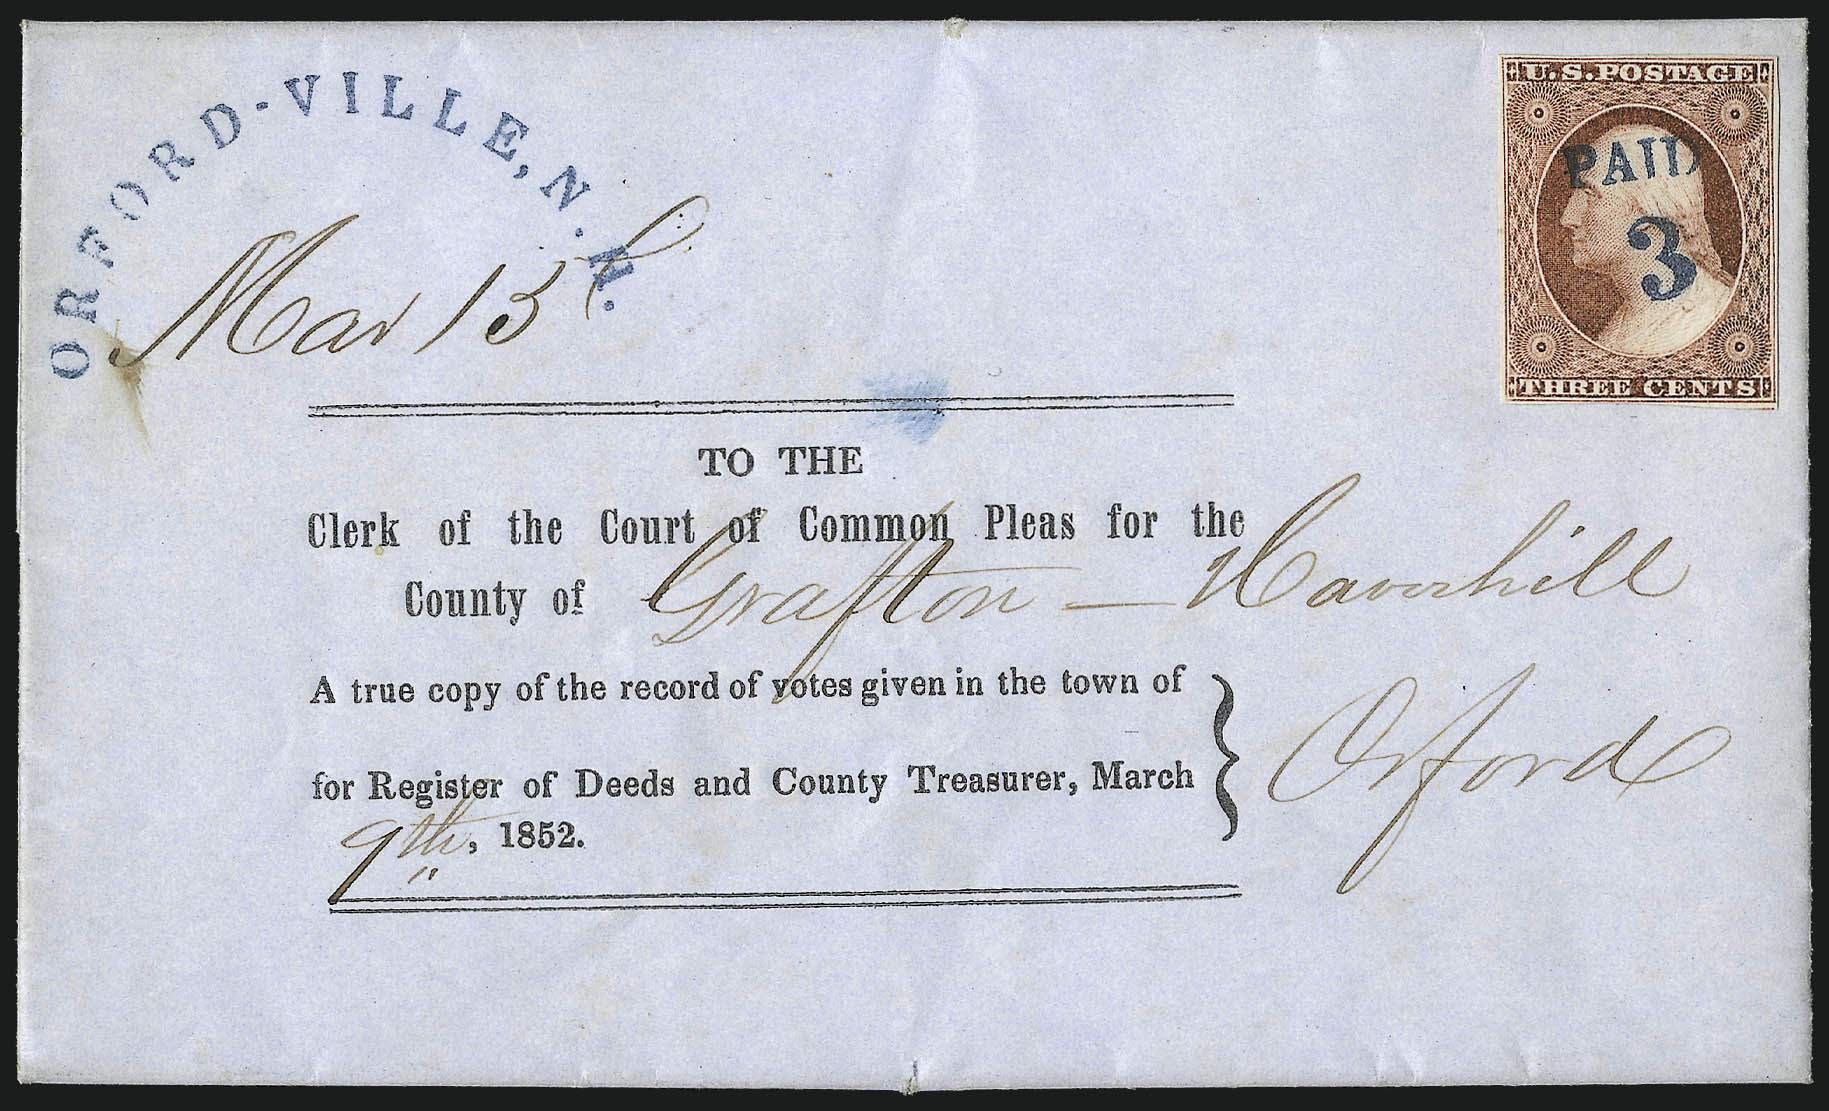 ORFORD-VILLE, N.H.
U.S. POSTAGE
PAID
3
THREE CENTS
Mar 13
TO THE
Clerk of the Court of Common Pleas for the
County of Grafton — Haverhill
A true copy of the record of votes given in the town of Orford
for Register of Deeds and County Treasurer, March
9th, 1852.